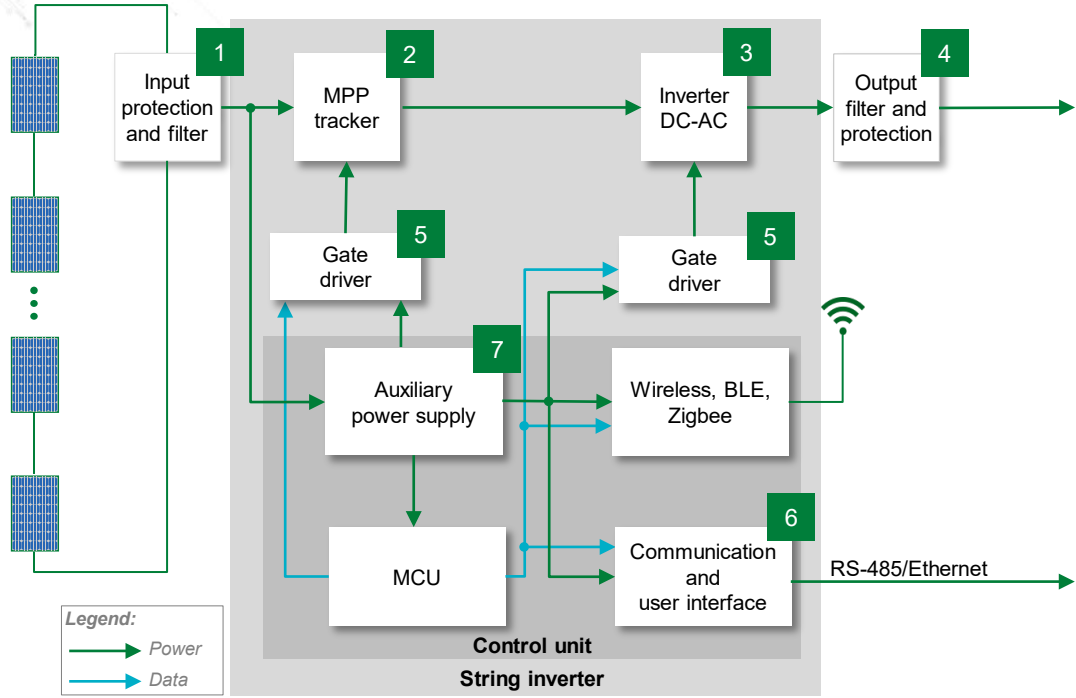 1
Input
protection
and filter
2
MPP
tracker
3
Inverter
DC-AC
4
Output
filter and
protection
5
Gate
driver
5
Gate
driver
7
Auxiliary
power supply
Wireless, BLE,
Zigbee
MCU
6
Communication
and
user interface
RS-485/Ethernet
Control unit
String inverter
Legend:
Power
Data